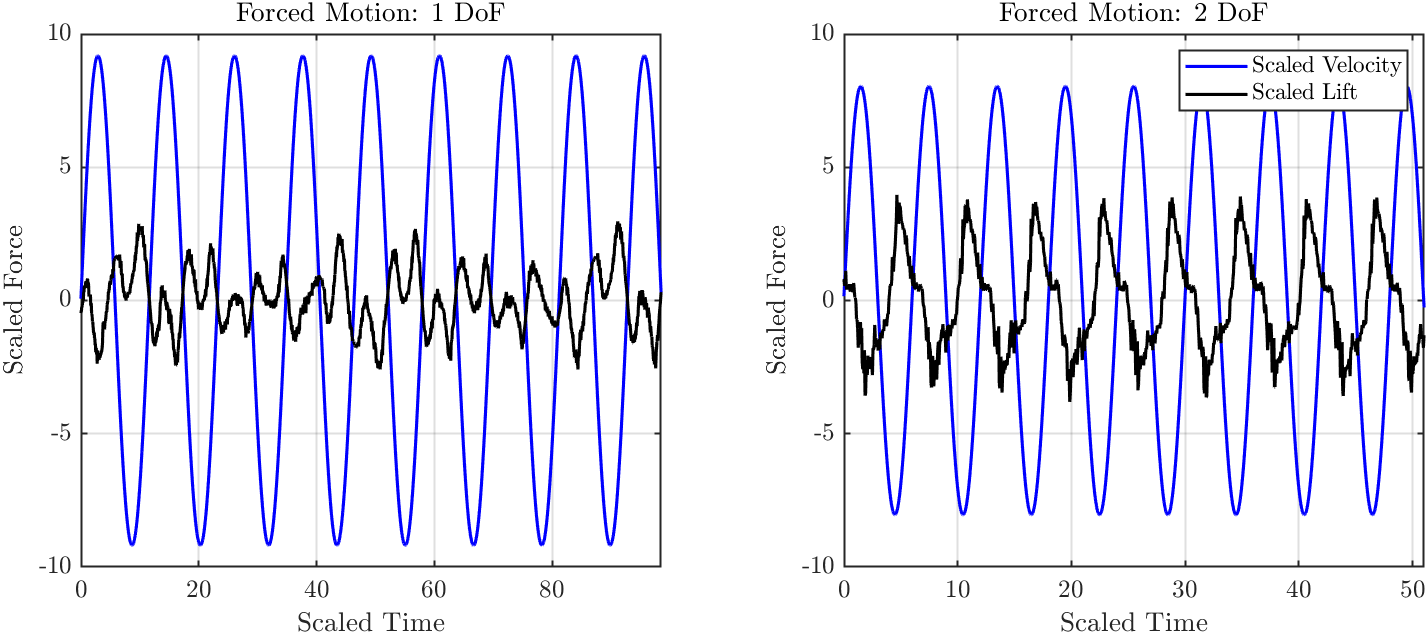 Forced Motion: 1 DoF
10
5
0
-5
-10
Scaled Force
0 20 40 60 80
Scaled Time
Forced Motion: 2 DoF
Scaled Velocity
Scaled Lift
10
5
0
-5
-10
Scaled Force
0 10 20 30 40 50
Scaled Time